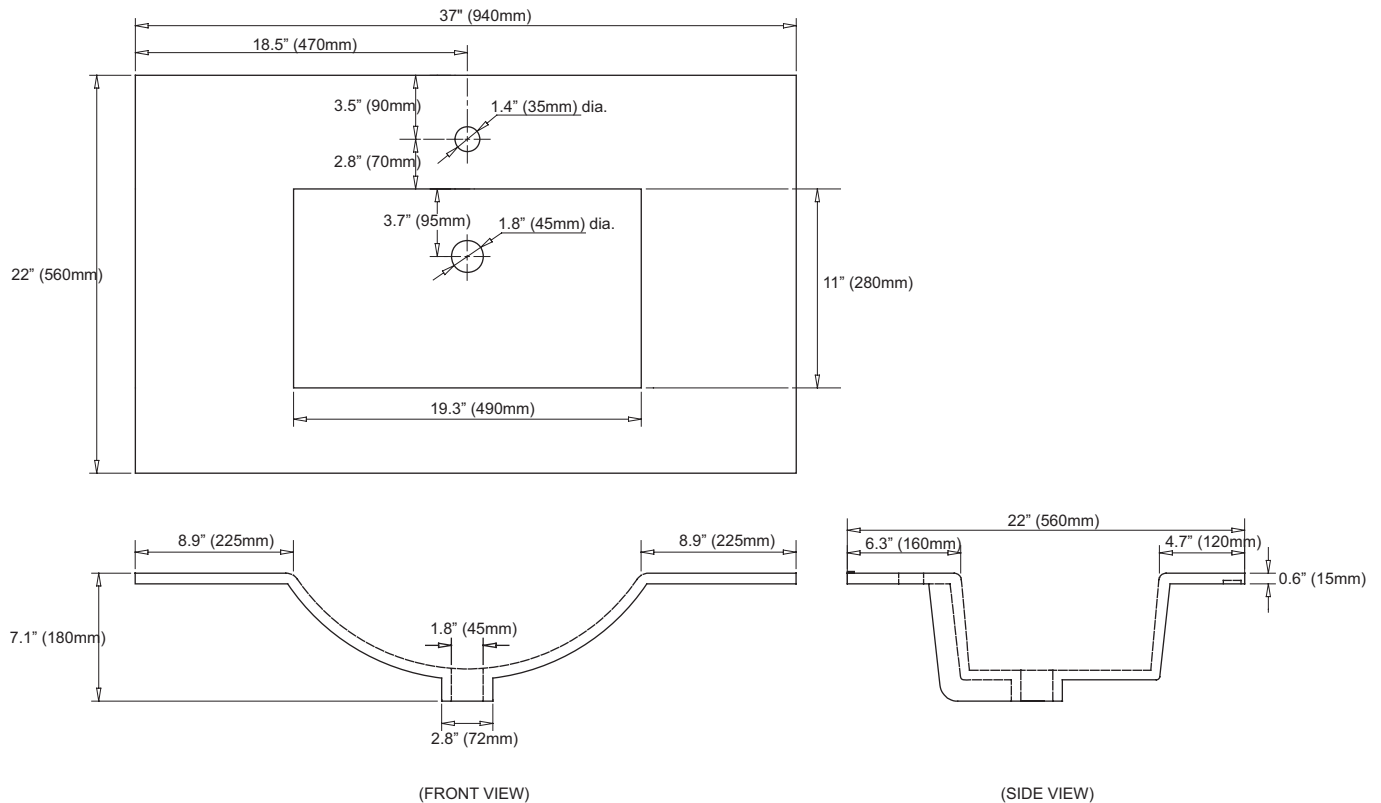 37" (940mm)
18.5” (470mm)
3.5” (90mm)
1.4” (35mm) dia.
2.8” (70mm)
3.7” (95mm)
1.8” (45mm) dia.
22” (560mm)
11” (280mm)
19.3” (490mm)
8.9” (225mm)
8.9” (225mm)
7.1” (180mm)
1.8” (45mm)
2.8” (72mm)
(FRONT VIEW)
22” (560mm)
6.3” (160mm)
4.7” (120mm)
0.6” (15mm)
(SIDE VIEW)